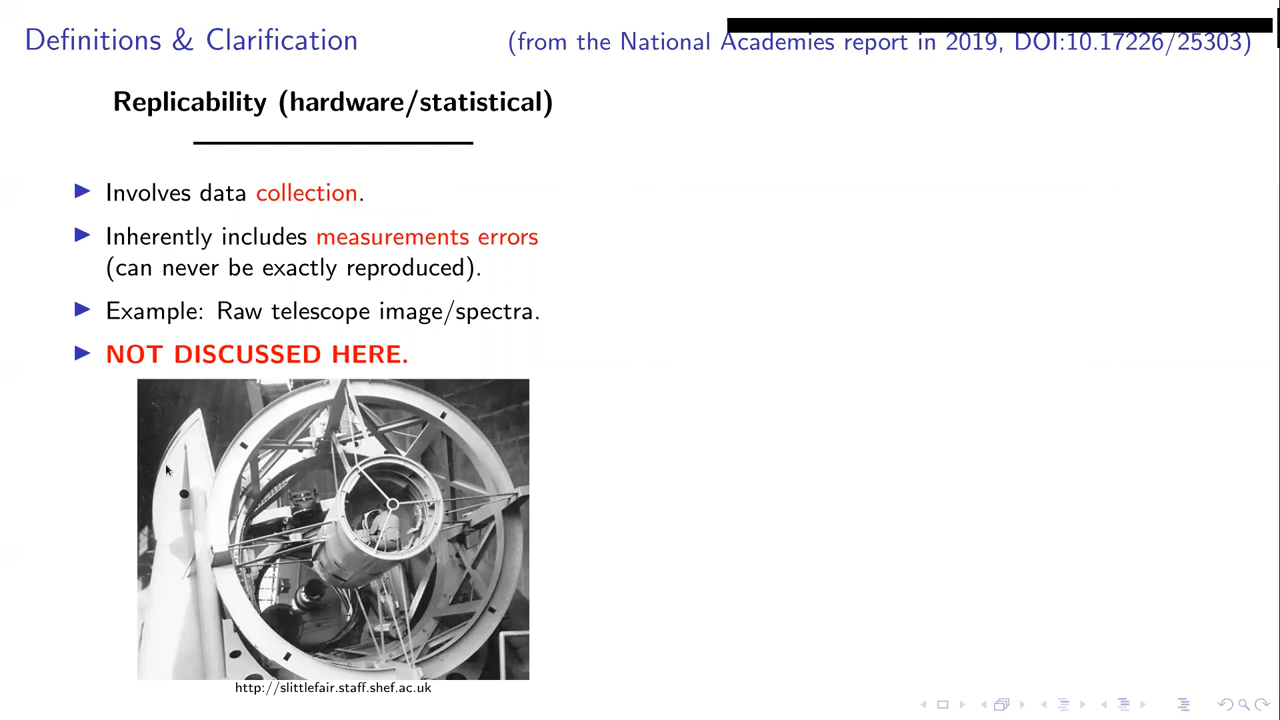 Definitions & Clarification
(from the National Academies report in 2019, DOI:10.17226/25303)
Replicability (hardware/statistical)
Involves data collection.
Inherently includes measurements errors
(can never be exactly reproduced).
Example: Raw telescope image/spectra.
NOT DISCUSSED HERE.
http://slittlefair.staff.shef.ac.uk